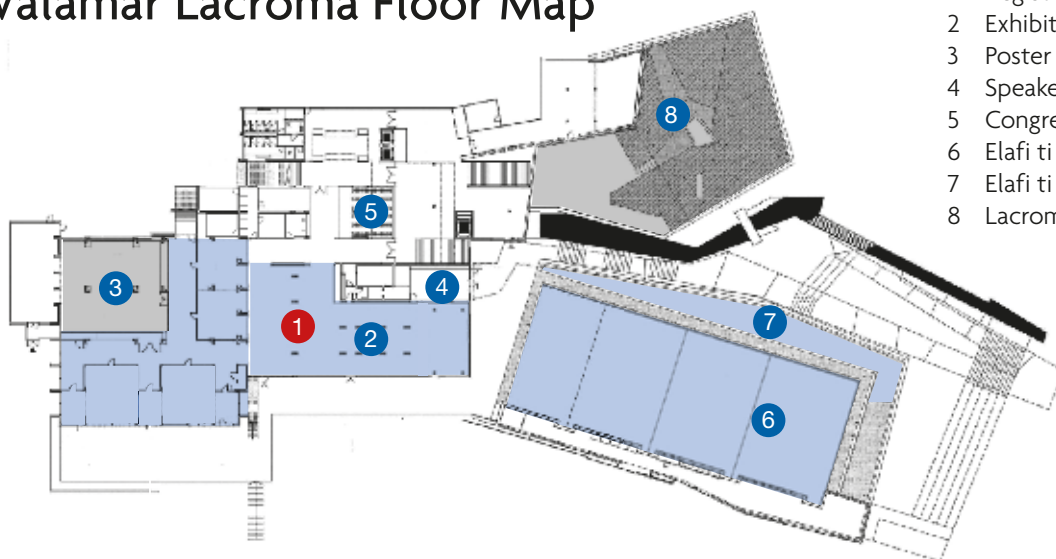 Valamar Lacroma Floor Map
2 Exhibit
3 Poster
4 Speake
5 Congre
6 Elafi ti
7 Elafi ti
8 Lacrom
8
5
4
3
1
2
7
6